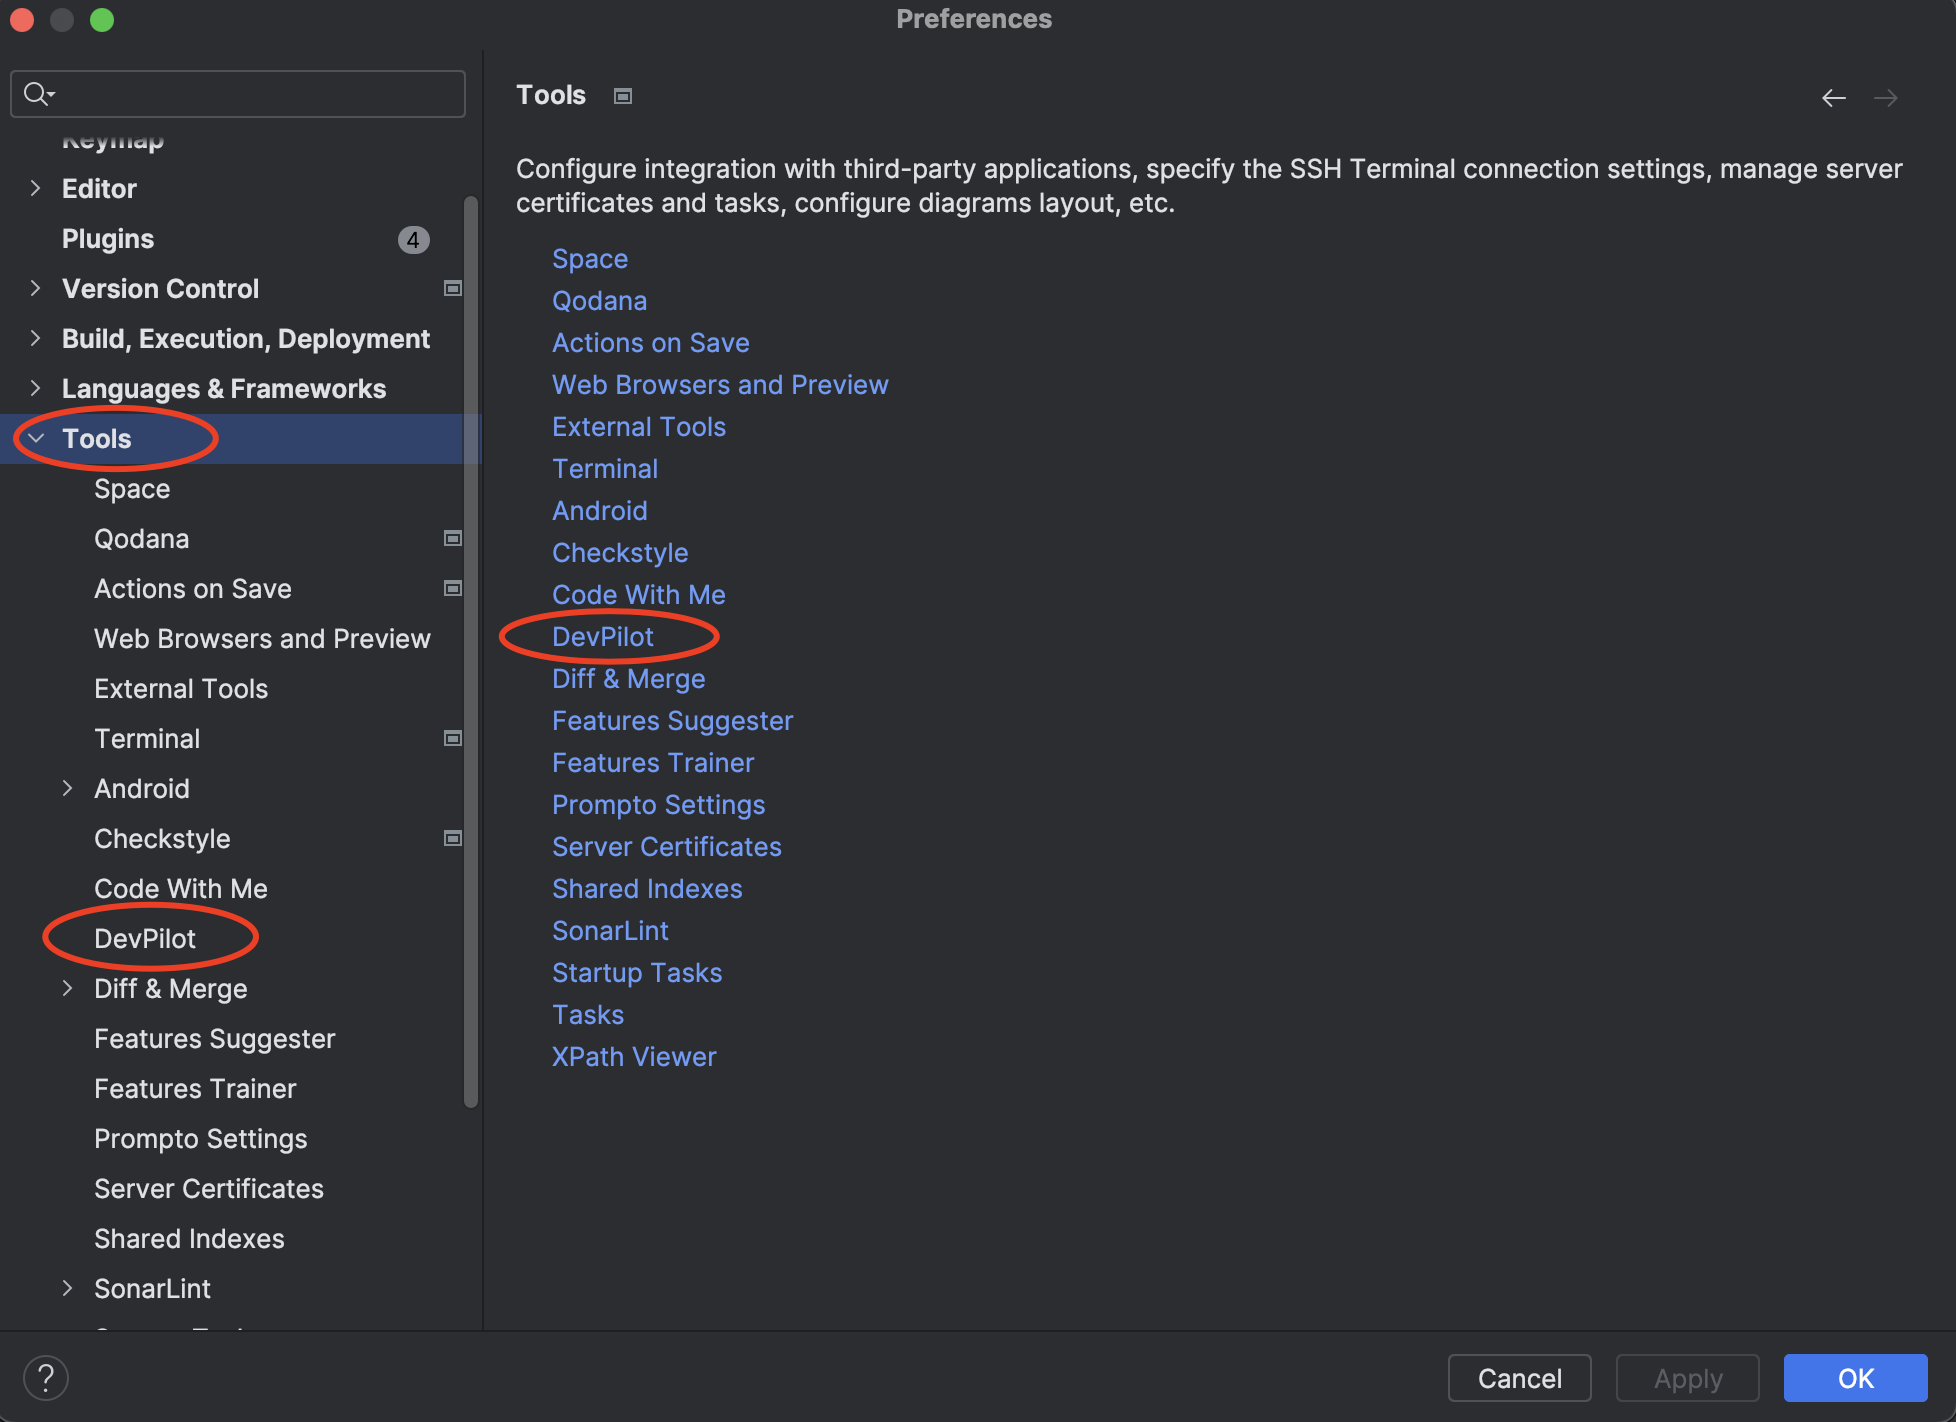 Preferences
Keymap
Editor
Plugins 4
Version Control
Build, Execution, Deployment
Languages & Frameworks
Tools
Space
Qodana
Actions on Save
Web Browsers and Preview
External Tools
Terminal
Android
Checkstyle
Code With Me
DevPilot
Diff & Merge
Features Suggester
Features Trainer
Prompto Settings
Server Certificates
Shared Indexes
SonarLint
Tools
Configure integration with third-party applications, specify the SSH Terminal connection settings, manage server
certificates and tasks, configure diagrams layout, etc.
Space
Qodana
Actions on Save
Web Browsers and Preview
External Tools
Terminal
Android
Checkstyle
Code With Me
DevPilot
Diff & Merge
Features Suggester
Features Trainer
Prompto Settings
Server Certificates
Shared Indexes
SonarLint
Startup Tasks
Tasks
XPath Viewer
?
Cancel
Apply
OK